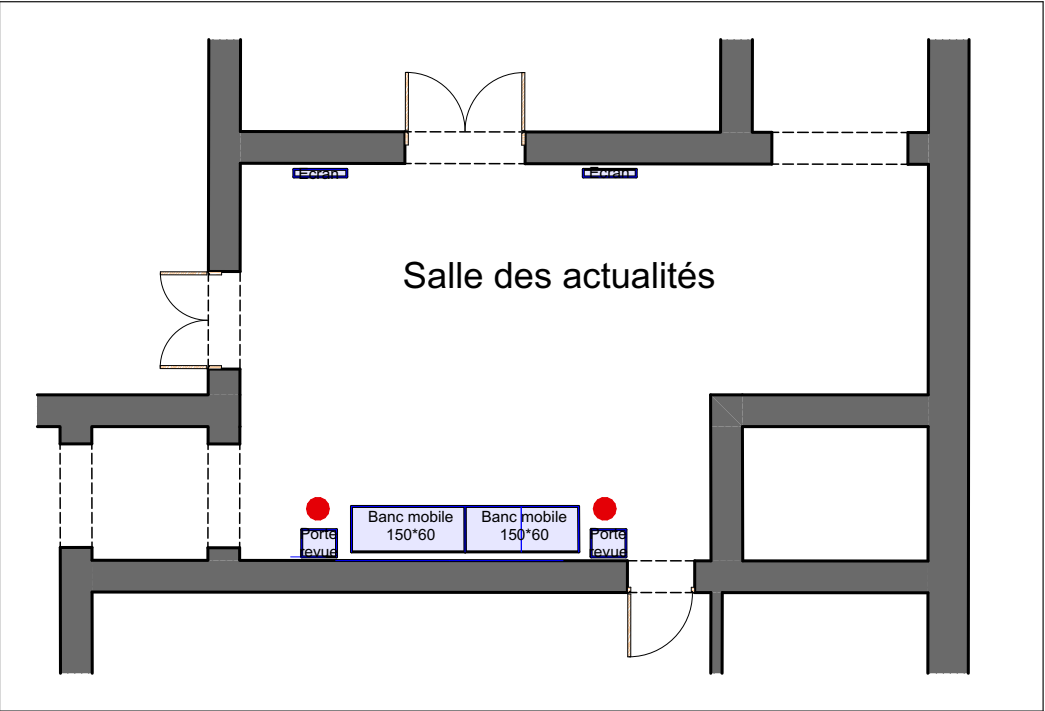 Ecran
Ecran
Salle des actualités
Banc mobile
150*60
Banc mobile
150*60
Porte
revue
Porte
revue